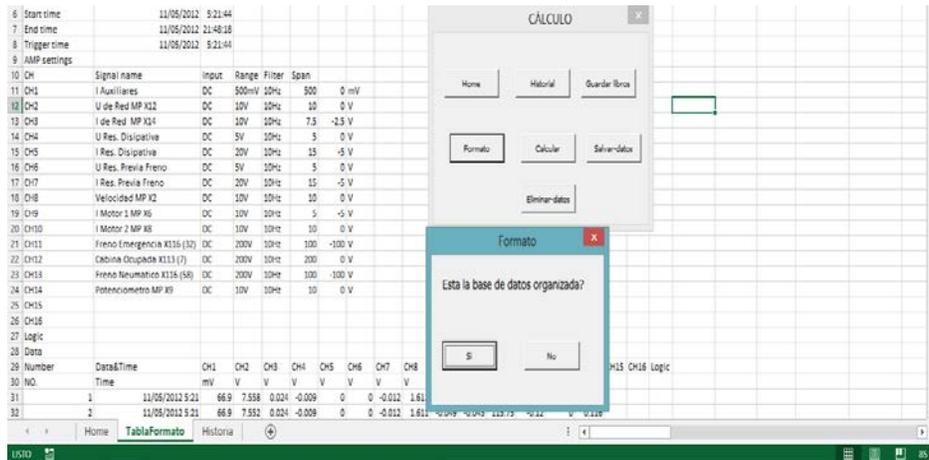 6 Start time 11/05/2012 5:21:44
7 End time 11/05/2012 21:48:18
8 Trigger time 11/05/2012 5:21:44
9 AMP settings
10 CH Signal name Input Range Filter Span
11 CH1 I Auxiliares DC 500mV 10Hz 500 0 mV
12 CH2 U de Red MP X12 DC 10V 10Hz 10 0 V
13 CH3 I de Red MP X14 DC 10V 10Hz 7.5 -2.5 V
14 CH4 U Res. Disipativa DC 5V 10Hz 5 0 V
15 CH5 I Res. Disipativa DC 20V 10Hz 15 -5 V
16 CH6 U Res. Previa Freno DC 5V 10Hz 5 0 V
17 CH7 I Res. Previa Freno DC 20V 10Hz 15 -5 V
18 CH8 Velocidad MP X2 DC 10V 10Hz 10 0 V
19 CH9 I Motor 1 MP X6 DC 10V 10Hz 5 -5 V
20 CH10 I Motor 2 MP X8 DC 10V 10Hz 10 0 V
21 CH11 Freno Emergencia X116 (32) DC 200V 10Hz 100 -100 V
22 CH12 Cabina Ocupada X113 (7) DC 200V 10Hz 200 0 V
23 CH13 Freno Neumatico X116 (58) DC 200V 10Hz 100 -100 V
24 CH14 Potenciometro MP X9 DC 10V 10Hz 10 0 V
25 CH15
26 CH16
27 Logic
28 Data
29 Number Data&Time CH1 CH2 CH3 CH4 CH5 CH6 CH7 CH8 CH15 CH16 Logic
30 NO. Time mV V V V V V V V
31 1 11/05/2012 5:21 66.9 7.558 0.024 -0.009 0 0 -0.012
32 2 11/05/2012 5:21 66.9 7.552 0.024 -0.009 0 0 -0.012 1.611
CÁLCULO
x
Home Historial Guardar libros
Formato Calcular Salvar-datos
Eliminar-datos
Formato
x
Esta la base de datos organizada?
Si No
Home TablaFormato Historia
LISTO 85